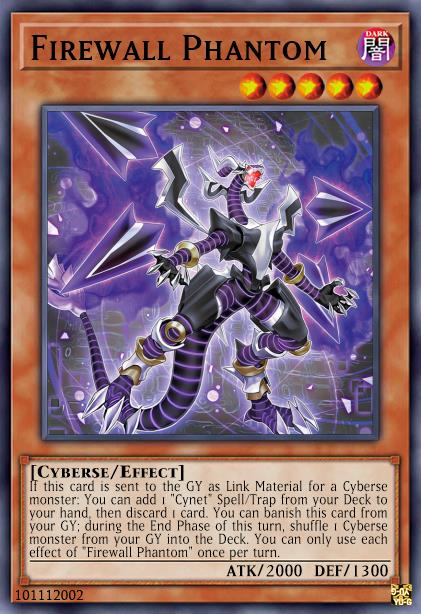 Firewall Phantom
DARK
闇
[Cyberse/Effect]
If this card is sent to the GY as Link Material for a Cyberse
monster: You can add 1 "Cynet" Spell/Trap from your Deck to
your hand, then discard 1 card. You can banish this card from
your GY; during the End Phase of this turn, shuffle 1 Cyberse
monster from your GY into the Deck. You can only use each
effect of "Firewall Phantom" once per turn.
ATK/2000 DEF/1300
101112002